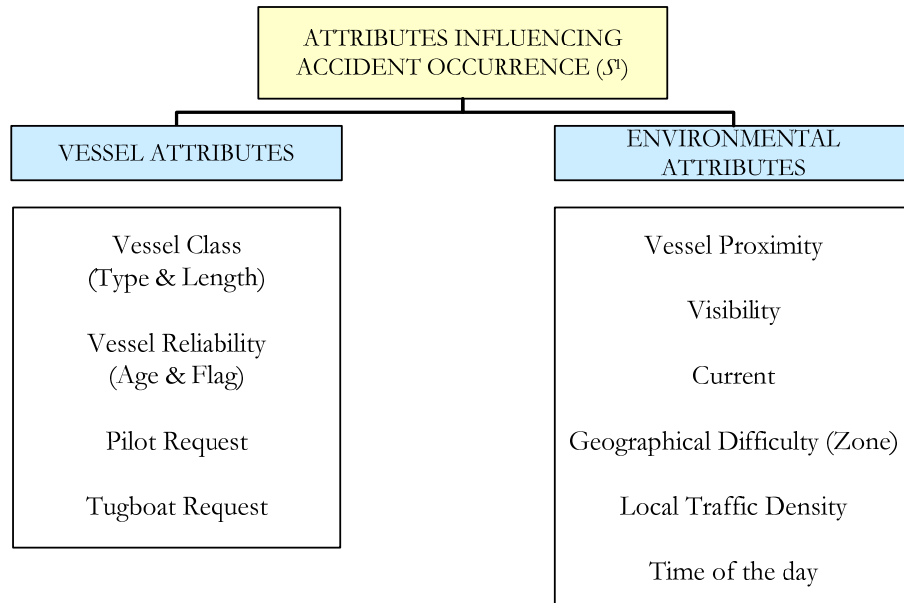 ATTRIBUTES INFLUENCING
ACCIDENT OCCURRENCE (S¹)
VESSEL ATTRIBUTES
ENVIRONMENTAL
ATTRIBUTES
Vessel Class
(Type & Length)
Vessel Reliability
(Age & Flag)
Pilot Request
Tugboat Request
Vessel Proximity
Visibility
Current
Geographical Difficulty (Zone)
Local Traffic Density
Time of the day